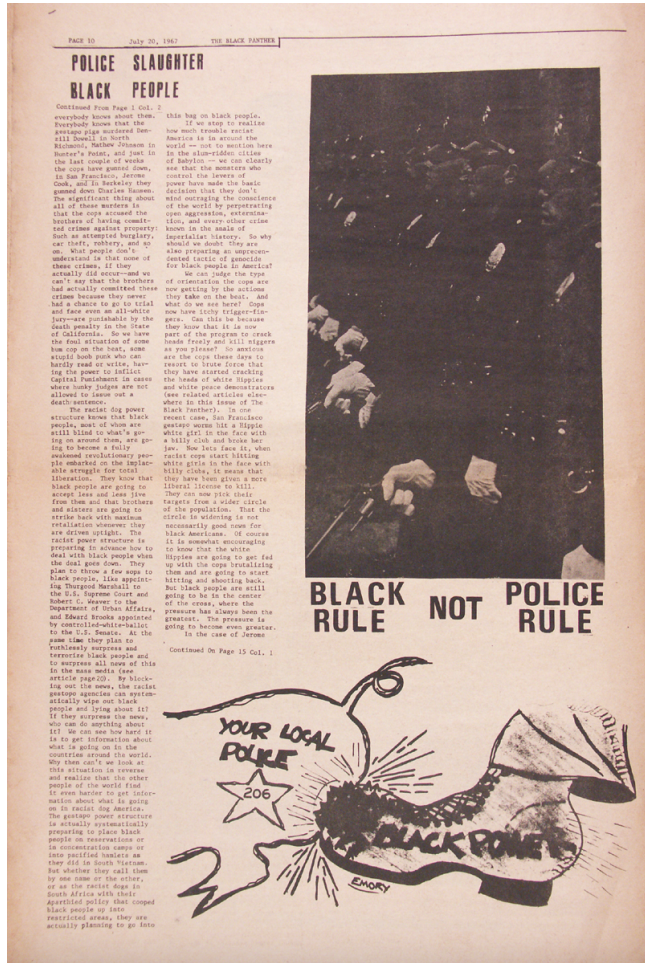 PAGE 10 July 20, 1967 THE BLACK PANTHER
POLICE SLAUGHTER
BLACK PEOPLE
Continued From Page 1 Col. 2
everybody knows about them.
Everybody knows that the
gestapo pigs murdered Den-
zill Dowell in North
Richmond, Mathew Johnson in
Hunter's Point, and just in
the last couple of weeks
the cops have gunned down,
in San Francisco, Jerome
Cook, and in Berkeley they
gunned down Charles Hansen.
The significant thing about
all of these murders is
that the cops accused the
brothers of having commit-
ted crimes against property:
Such as attempted burglary,
car theft, robbery, and so
on. What people don't
understand is that none of
these crimes, if they
actually did occur--and we
can't say that the brothers
had actually committed these
crimes because they never
had a chance to go to trial
and face even an all-white
jury--are punishable by the
death penalty in the State
of California. So we have
the foul situation of some
bum cop on the beat, some
stupid boob punk who can
hardly read or write, hav-
ing the power to inflict
Capital Punishment in cases
where hunky judges are not
allowed to issue out a
death sentence.
The racist dog power
structure knows that black
people, most of whom are
still blind to what's go-
ing on around them, are go-
ing to become a fully
awakened revolutionary peo-
ple embarked on the implac-
able struggle for total
liberation. They know that
black people are going to
accept less and less jive
from them and that brothers
and sisters are going to
strike back with maximum
retaliation whenever they
are driven uptight. The
racist power structure is
preparing in advance how to
deal with black people when
the deal goes down. They
plan to throw a few sops to
black people, like appoint-
ing Thurgood Marshall to
the U.S. Supreme Court and
Robert C. Weaver to the
Department of Urban Affairs,
and Edward Brooks appointed
by controlled-white-ballot
to the U.S. Senate. At the
same time they plan to
ruthlessly surpress and
terrorize black people and
to surpress all news of this
in the mass media (see
article page 20). By block-
ing out the news, the racist
gestapo agencies can system-
atically wipe out black
people and lying about it?
If they surpress the news,
who can do anything about
it? We can see how hard it
is to get information about
what is going on in the
countries around the world.
Why then can't we look at
this situation in reverse
and realize that the other
people of the world find
it even harder to get infor-
mation about what is going
on in racist dog America.
The gestapo power structure
is actually systematically
preparing to place black
people on reservations or
in concentration camps or
into pacified hamlets as
they did in South Vietnam.
But whether they call them
by one name or the other,
or as the racist dogs in
South Africa with their
Aparthied policy that cooped
black people up into
restricted areas, they are
actually planning to go into
this bag on black people.
If we stop to realize
how much trouble racist
America is in around the
world -- not to mention here
in the slum-ridden cities
of Babylon -- we can clearly
see that the monsters who
control the levers of
power have made the basic
decision that they don't
mind outraging the conscience
of the world by perpetrating
open aggression, extermina-
tion, and every other crime
known in the anals of
imperialist history. So why
should we doubt they are
also preparing an unprecen-
dented tactic of genocide
for black people in America?
We can judge the type
of orientation the cops are
now getting by the actions
they take on the beat. And
what do we see here? Cops
now have itchy trigger-fin-
gers. Can this be because
they know that it is now
part of the program to crack
heads freely and kill niggers
as you please? So anxious
are the cops these days to
resort to brute force that
they have started cracking
the heads of white Hippies
and white peace demonstrators
(see related articles else-
where in this issue of The
Black Panther). In one
recent case, San Francisco
gestapo worms hit a Hippie
white girl in the face with
a billy club and broke her
jaw. Now lets face it, when
racist cops start hitting
white girls in the face with
billy clubs, it means that
they have been given a more
liberal license to kill.
They can now pick their
targets from a wider circle
of the population. That the
circle is widening is not
necessarily good news for
black Americans. Of course
it is somewhat encouraging
to know that the white
Hippies are going to get fed
up with the cops brutalizing
them and are going to start
hitting and shooting back.
But black people are still
going to be in the center
of the cross, where the
pressure has always been the
greatest. The pressure is
going to become even greater.
In the case of Jerome
Continued On Page 15 Col. 1
BLACK RULE NOT POLICE RULE
YOUR LOCAL
POLICE
206
BLACK POWER
EMORY